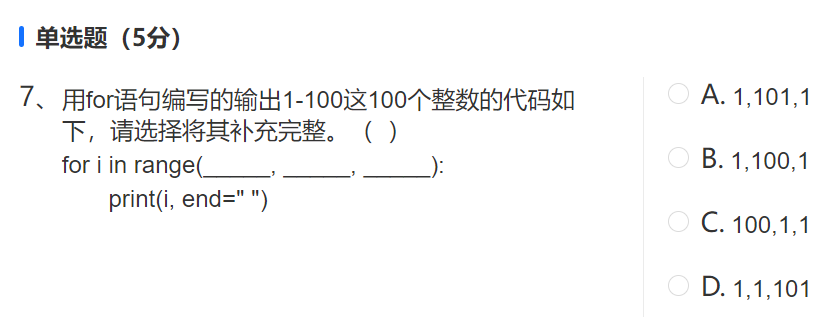 单选题（5分）
7、用for语句编写的输出1-100这100个整数的代码如
下，请选择将其补充完整。（ ）
for i in range(_____, _____, _____):
print(i, end=" ")
A. 1,101,1
B. 1,100,1
C. 100,1,1
D. 1,1,101